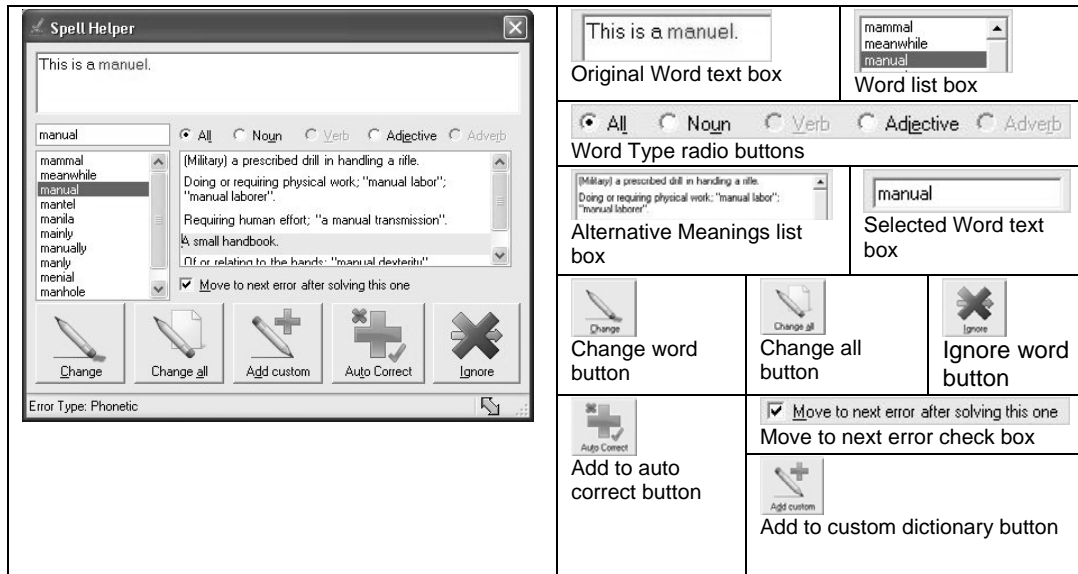 Spell Helper
This is a manuel.
manual
All Noun Verb Adjective Adverb
mammal
meanwhile
manual
mantel
manila
mainly
manually
manly
menial
manhole
(Military) a prescribed drill in handling a rifle.
Doing or requiring physical work; "manual labor";
"manual laborer".
Requiring human effort; "a manual transmission".
A small handbook.
Of or relating to the hands; "manual dexterity"
Move to next error after solving this one
Change
Change all
Add custom
Auto Correct
Ignore
Error Type: Phonetic
This is a manuel.
Original Word text box
mammal
meanwhile
manual
Word list box
All Noun Verb Adjective Adverb
Word Type radio buttons
(Military) a prescribed drill in handling a rifle.
Doing or requiring physical work; "manual labor";
"manual laborer".
Alternative Meanings list
box
manual
Selected Word text
box
Change
Change word
button
Change all
Change all
button
Ignore
Ignore word
button
Auto Correct
Add to auto
correct button
Move to next error after solving this one
Move to next error check box
Add custom
Add to custom dictionary button